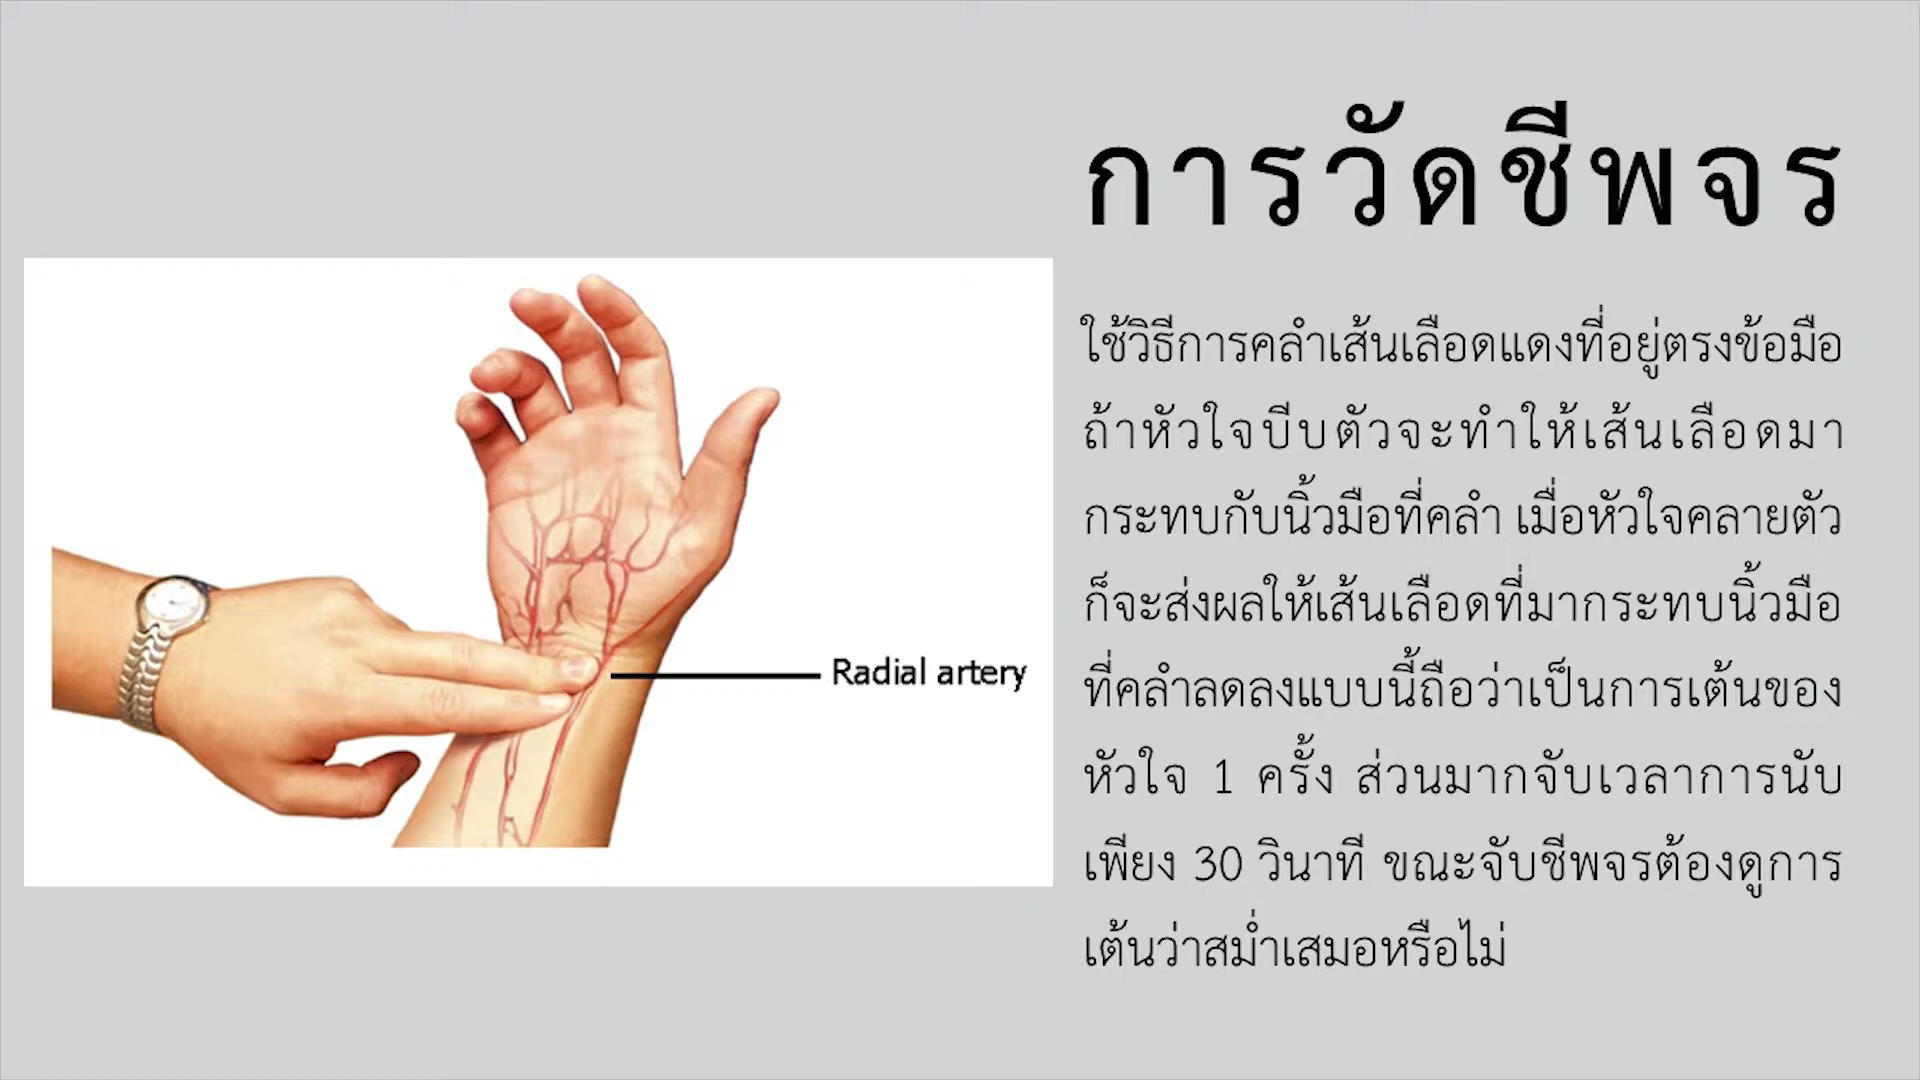 การวัดชีพจร
ใช้วิธีการคลำเส้นเลือดแดงที่อยู่ตรงข้อมือ
ถ้าหัวใจบีบตัวจะทำให้เส้นเลือดมา
กระทบกับนิ้วมือที่คลำ เมื่อหัวใจคลายตัว
ก็จะส่งผลให้เส้นเลือดที่มากระทบนิ้วมือ
ที่คลำลดลงแบบนี้ถือว่าเป็นการเต้นของ
หัวใจ 1 ครั้ง ส่วนมากจับเวลาการนับ
เพียง 30 วินาที ขณะจับชีพจรต้องดูการ
เต้นว่าสม่ำเสมอหรือไม่
Radial artery